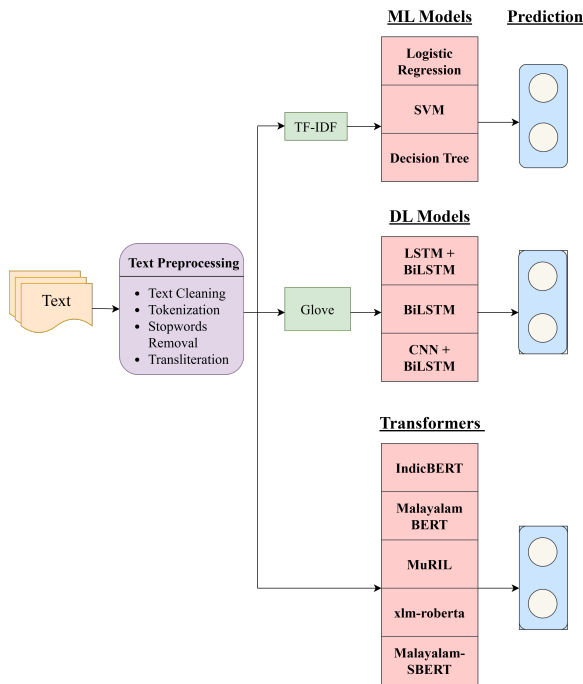 ML Models
Prediction
Logistic
Regression
SVM
Decision Tree
TF-IDF
DL Models
LSTM +
BiLSTM
BiLSTM
CNN +
BiLSTM
Glove
Text
Text Preprocessing
• Text Cleaning
• Tokenization
• Stopwords
Removal
• Transliteration
Transformers
IndicBERT
Malayalam
BERT
MuRIL
xlm-roberta
Malayalam-
SBERT